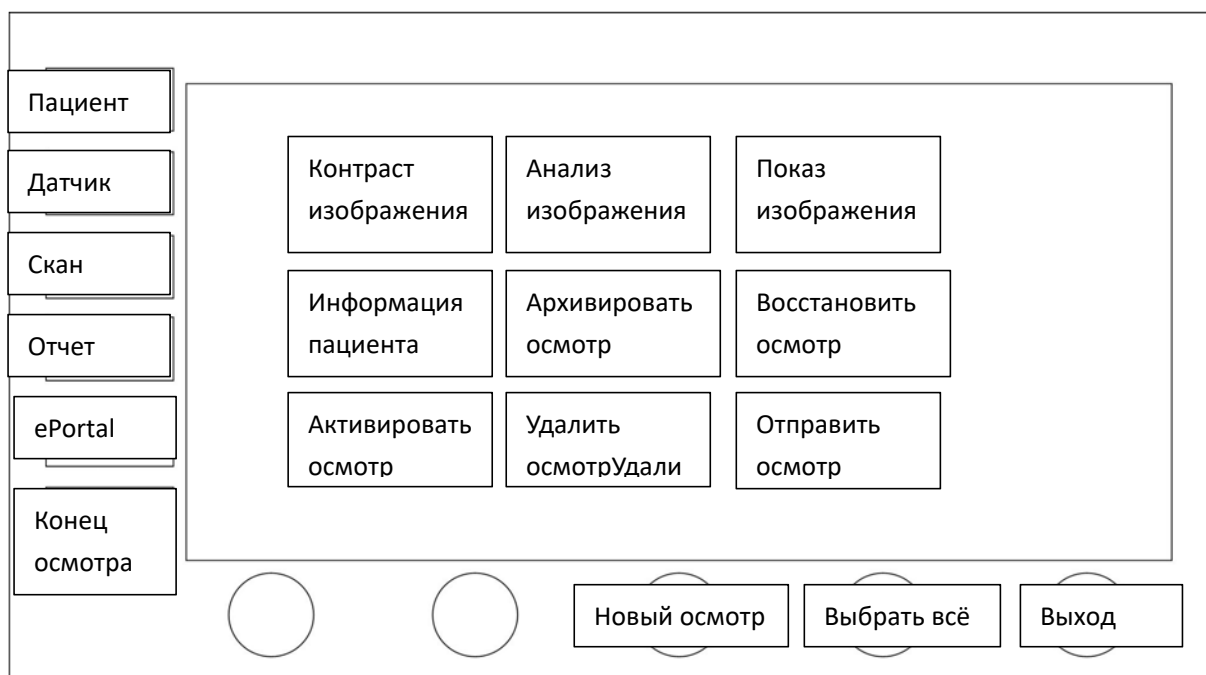 Пациент
Датчик
Скан
Отчет
ePortal
Конец
осмотра
Контраст
изображения
Анализ
изображения
Показ
изображения
Информация
пациента
Архивировать
осмотр
Восстановить
осмотр
Активировать
осмотр
Удалить
осмотрУдали
Отправить
осмотр
Новый осмотр
Выбрать всё
Выход